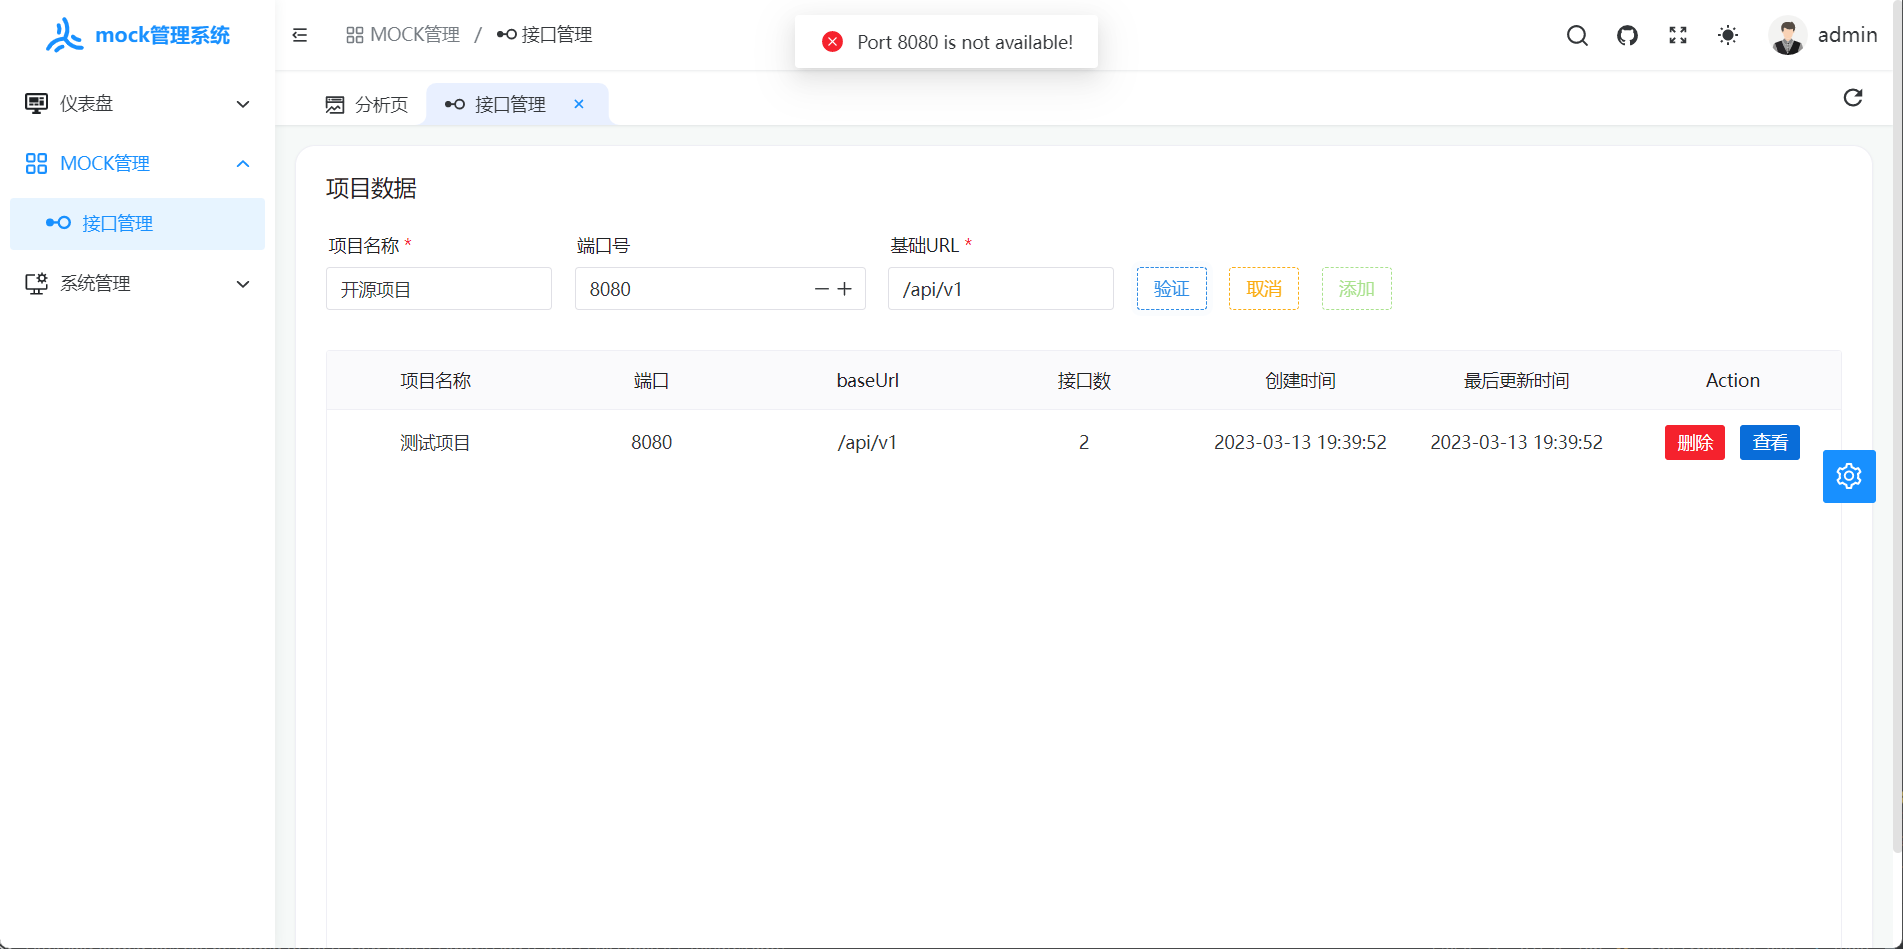 mock管理系统
MOCK管理 / 接口管理
Port 8080 is not available!
admin
仪表盘
MOCK管理
接口管理
系统管理
分析页
接口管理
项目数据
项目名称 * 端口号 基础URL *
开源项目 8080 /api/v1 验证 取消 添加
项目名称 端口 baseUrl 接口数 创建时间 最后更新时间 Action
测试项目 8080 /api/v1 2 2023-03-13 19:39:52 2023-03-13 19:39:52 删除 查看